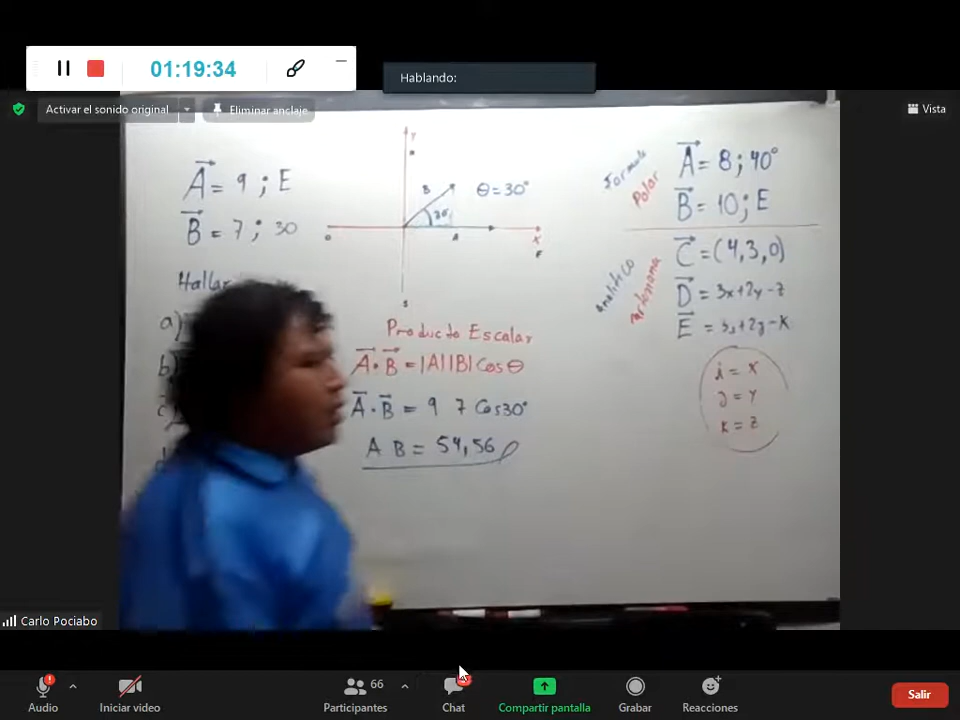 01:19:34
Hablando:
Activar el sonido original
Eliminar anclaje
Vista
A = 9 ; E
B = 7 ; 30
Hallar
a)
b)
c)
Y
B
θ = 30°
30°
O
A
X
E
S
Producto Escalar
A · B = |A||B| Cos θ
A · B = 9 7 Cos30°
A B = 54,56
Formula
Polar
A = 8 ; 40°
B = 10 ; E
analitico
cartesiana
C = (4,3,0)
D = 3x+2y-z
E = 3i+2j-K
i = x
j = Y
K = Z
Carlo Pociabo
Audio
Iniciar video
66
Participantes
Chat
Compartir pantalla
Grabar
Reacciones
Salir